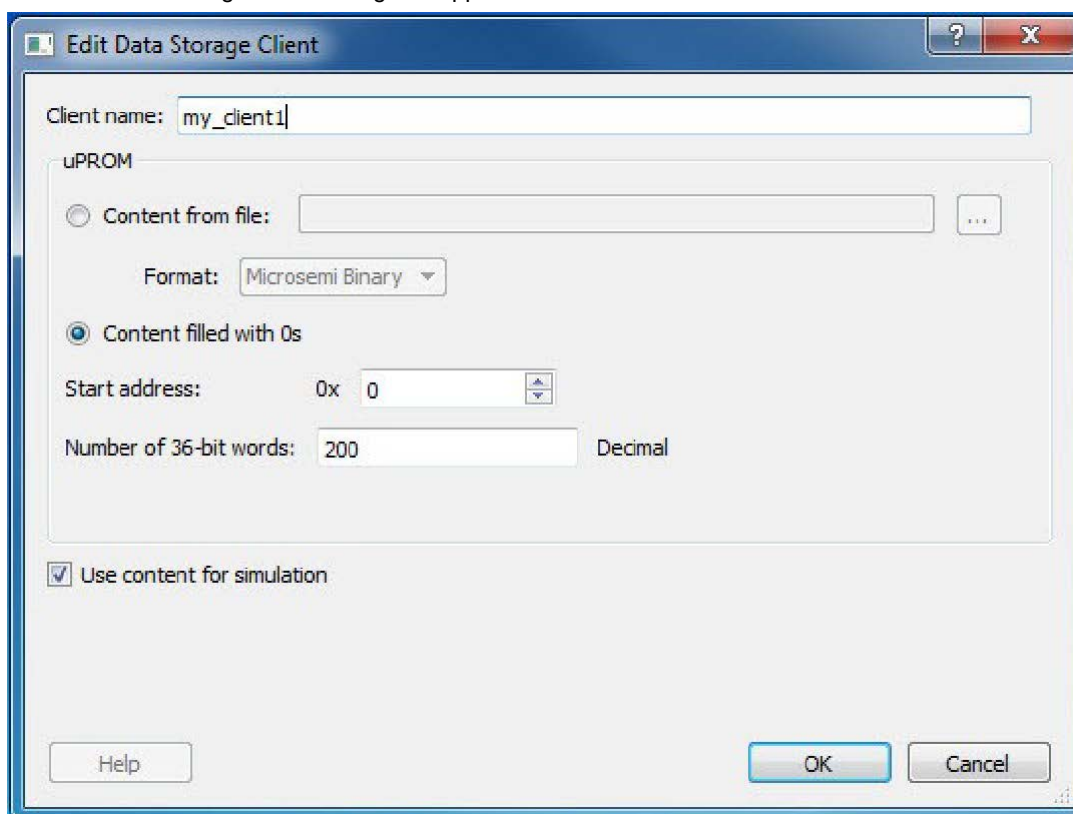 Edit Data Storage Client
Client name: my_client1
uPROM
Content from file: ...
Format: Microsemi Binary
Content filled with 0s
Start address: 0x 0
Number of 36-bit words: 200 Decimal
Use content for simulation
Help OK Cancel